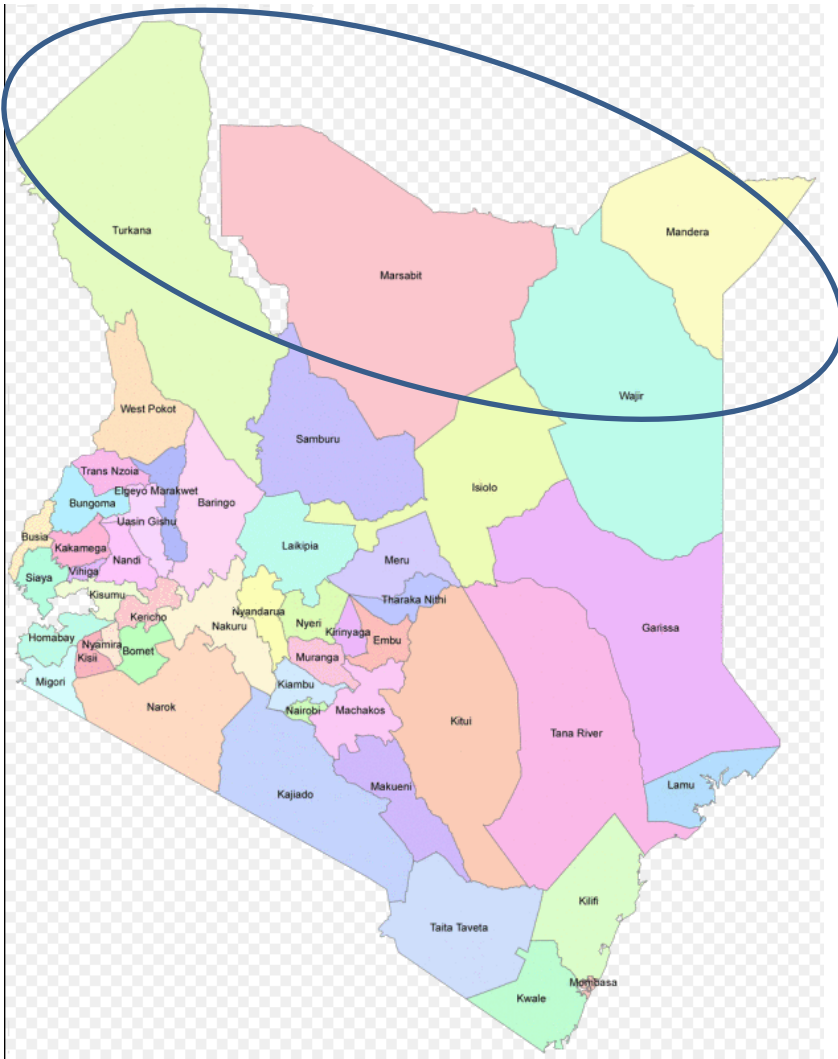 Turkana
Mandera
Marsabit
Wajir
West Pokot
Samburu
Trans Nzoia
Isiolo
Elgeyo Marakwet
Bungoma
Baringo
Uasin Gishu
Busia
Kakamega
Laikipia
Nandi
Meru
Vihiga
Siaya
Kisumu
Tharaka Nithi
Nyandarua
Kericho
Nyeri
Nakuru
Garissa
Kirinyaga
Homabay
Embu
Nyamira
Bomet
Kisii
Muranga
Migori
Kiambu
Narok
Nairobi
Machakos
Kitui
Tana River
Lamu
Makueni
Kajiado
Kilifi
Taita Taveta
Mombasa
Kwale